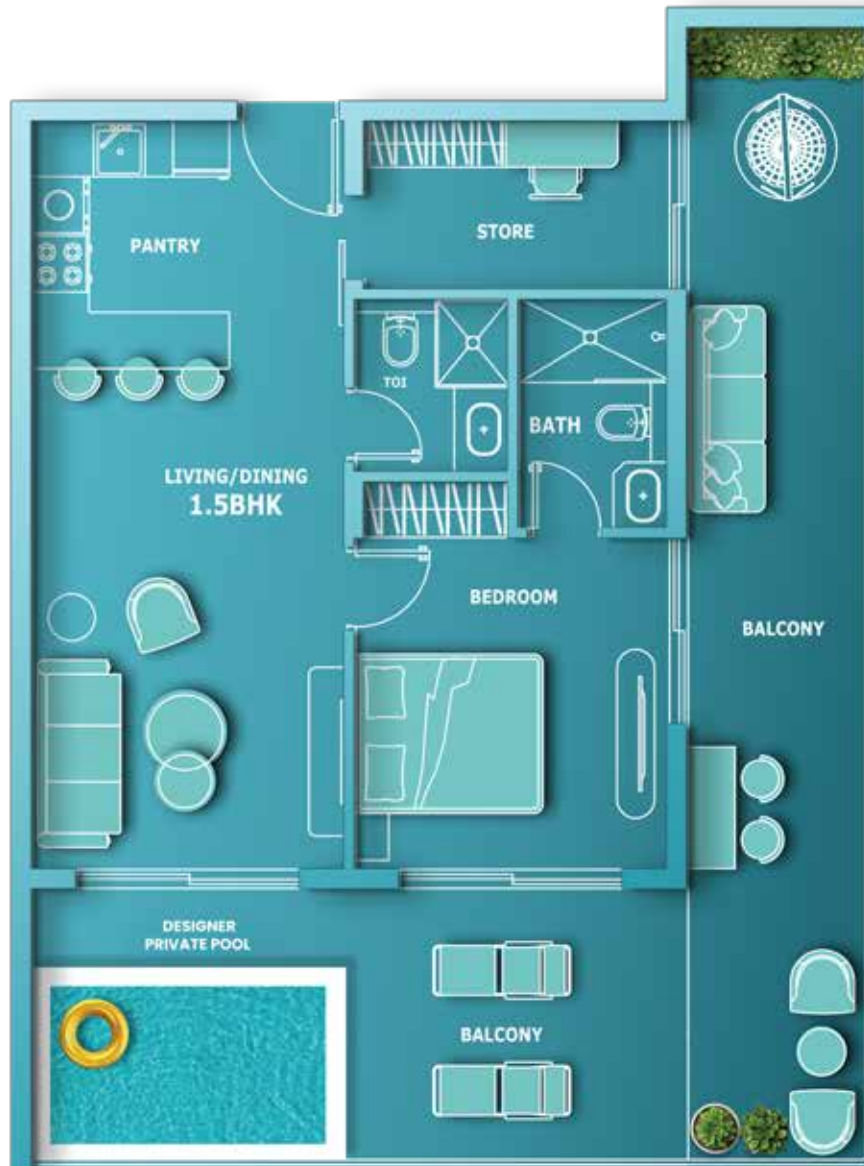 PANTRY
STORE
TOI
BATH
LIVING/DINING
1.5BHK
BEDROOM
BALCONY
DESIGNER
PRIVATE POOL
BALCONY